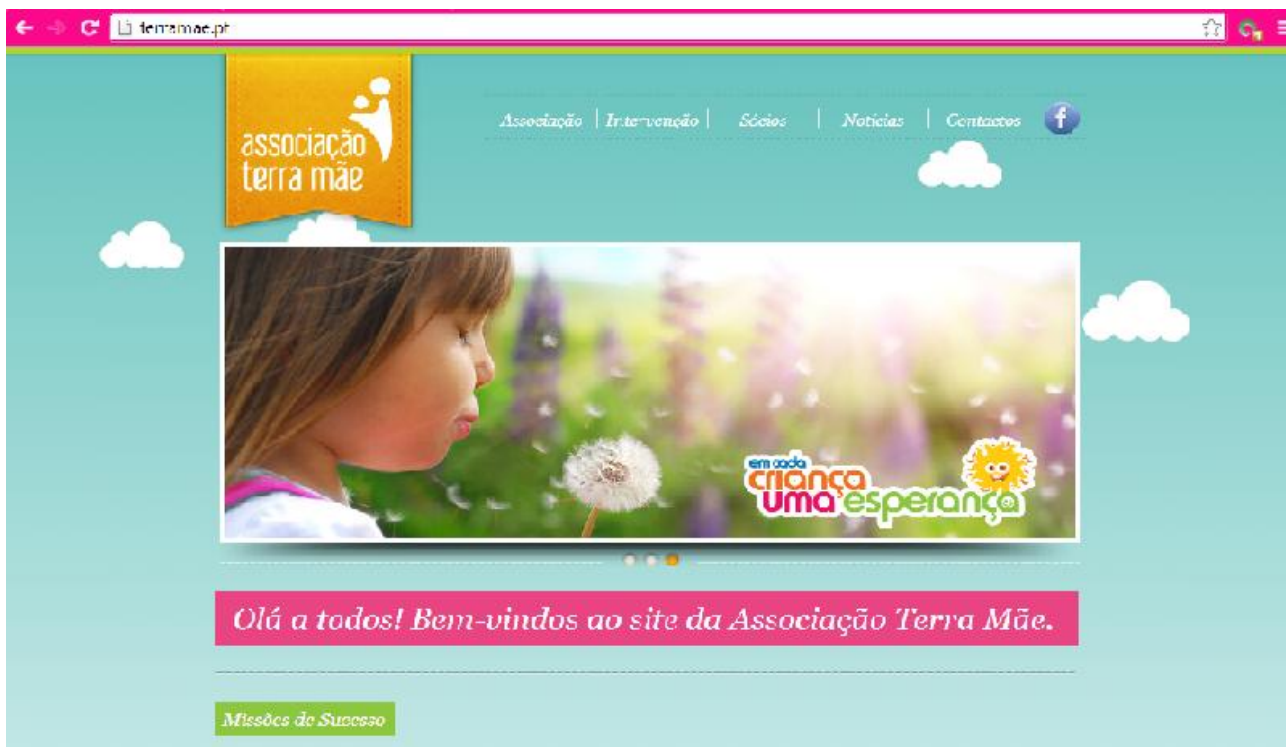 terramae.pt
associação
terra mãe
Associação
Intervenção
Sócios
Notícias
Contactos
f
em cada
criança
uma esperança
Olá a todos! Bem-vindos ao site da Associação Terra Mãe.
Missões de Sucesso